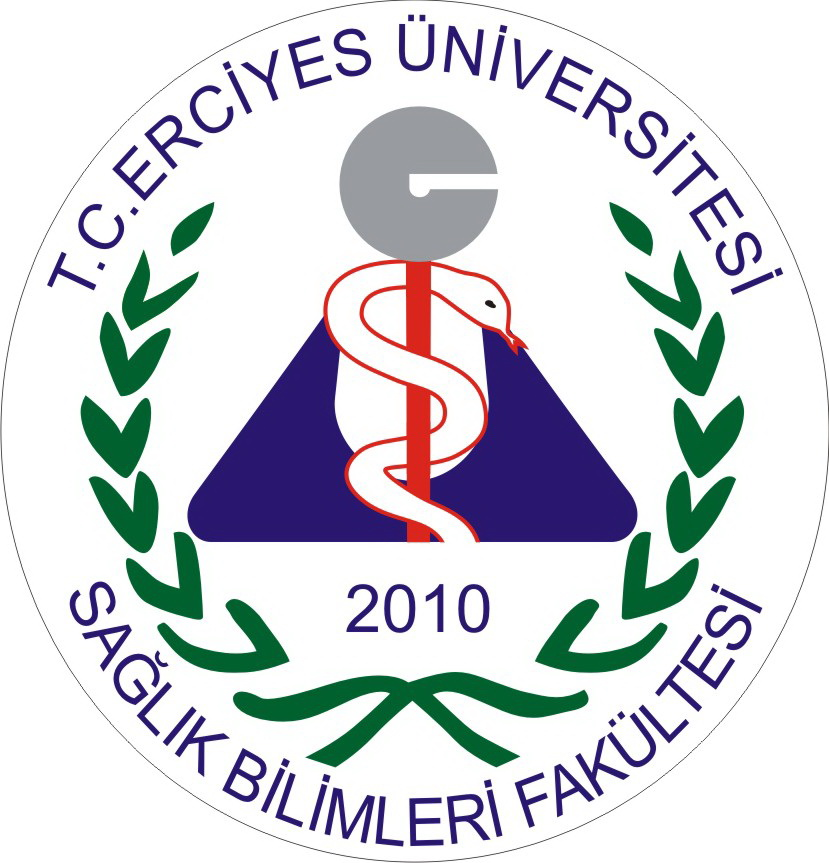 T.C.ERCİYES ÜNİVERSİTESİ
2010
SAĞLIK BİLİMLERİ FAKÜLTESİ